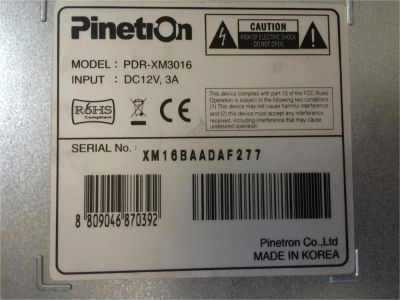 Pinetron
CAUTION
RISK OF ELECTRIC SHOCK
DO NOT OPEN
MODEL : PDR-XM3016
INPUT : DC12V, 3A
RoHS
Compliant
CE
This device complies with part 15 of the FCC Rules
Operation is subject to the following two conditions
(1) This device may not cause harmful interference,
and (2) this device must accept any interference
received, including interference that may cause
undesired operation.
SERIAL No. : XM16BAADAF277
8 809046 870392
Pinetron Co.,Ltd
MADE IN KOREA